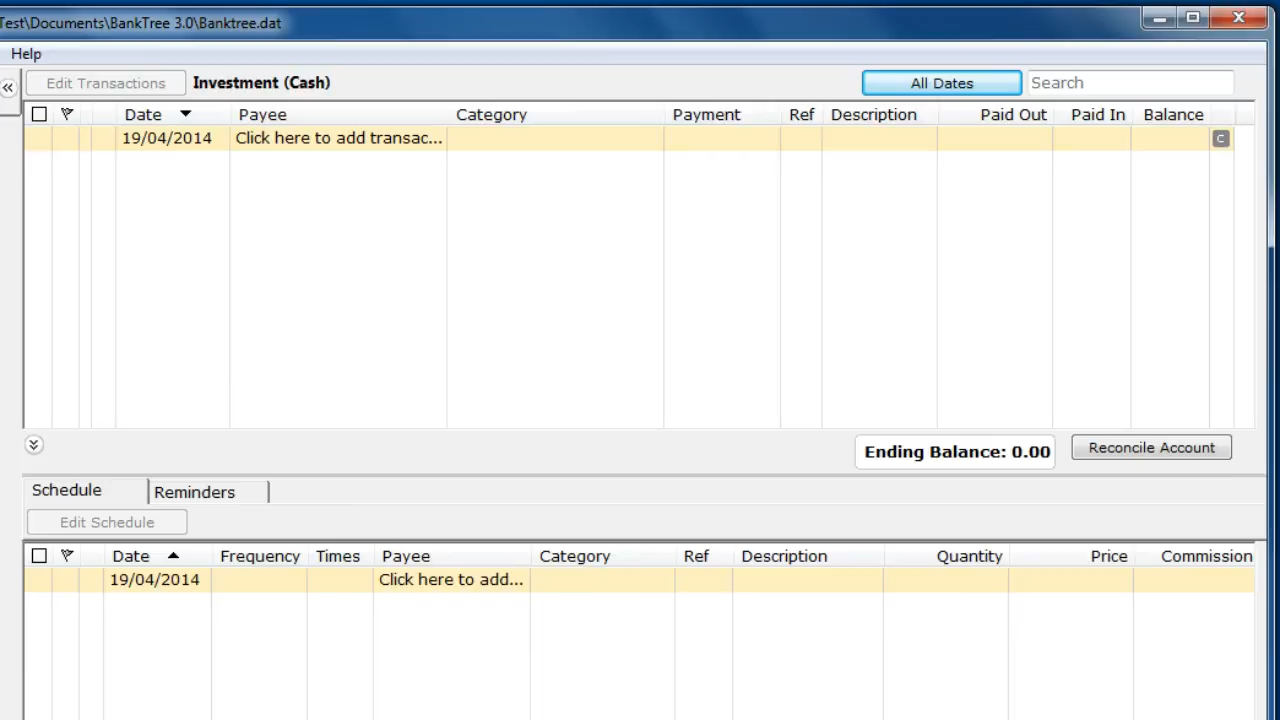 Test\Documents\BankTree 3.0\Banktree.dat
Help
Edit Transactions Investment (Cash) All Dates Search
Date Payee Category Payment Ref Description Paid Out Paid In Balance
19/04/2014 Click here to add transac... C
Ending Balance: 0.00 Reconcile Account
Schedule Reminders
Edit Schedule
Date Frequency Times Payee Category Ref Description Quantity Price Commission
19/04/2014 Click here to add...